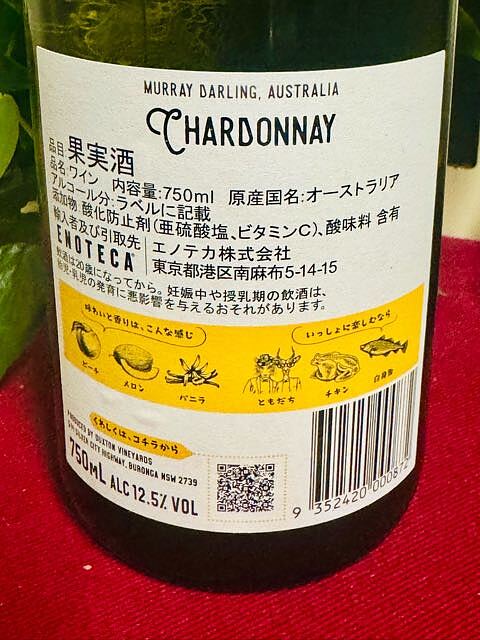 MURRAY DARLING, AUSTRALIA
CHARDONNAY
品目:果実酒
品名:ワイン 内容量:750ml 原産国名:オーストラリア
アルコール分:ラベルに記載
添加物:酸化防止剤(亜硫酸塩、ビタミンC)、酸味料 含有
輸入者及び引取先
ENOTECA
エノテカ株式会社
東京都港区南麻布5-14-15
飲酒は20歳になってから。妊娠中や授乳期の飲酒は、
胎児・乳児の発育に悪影響を与えるおそれがあります。
味わいと香りは、こんな感じ
ピーチ
メロン
バニラ
いっしょに楽しむなら
ともだち
チキン
白身魚
くわしくは、コチラから
PRODUCED BY BUXTON VINEYARDS
CITY HIGHWAY, BURONGA NSW 2739
750ML ALC 12.5% VOL
9 352420 000872